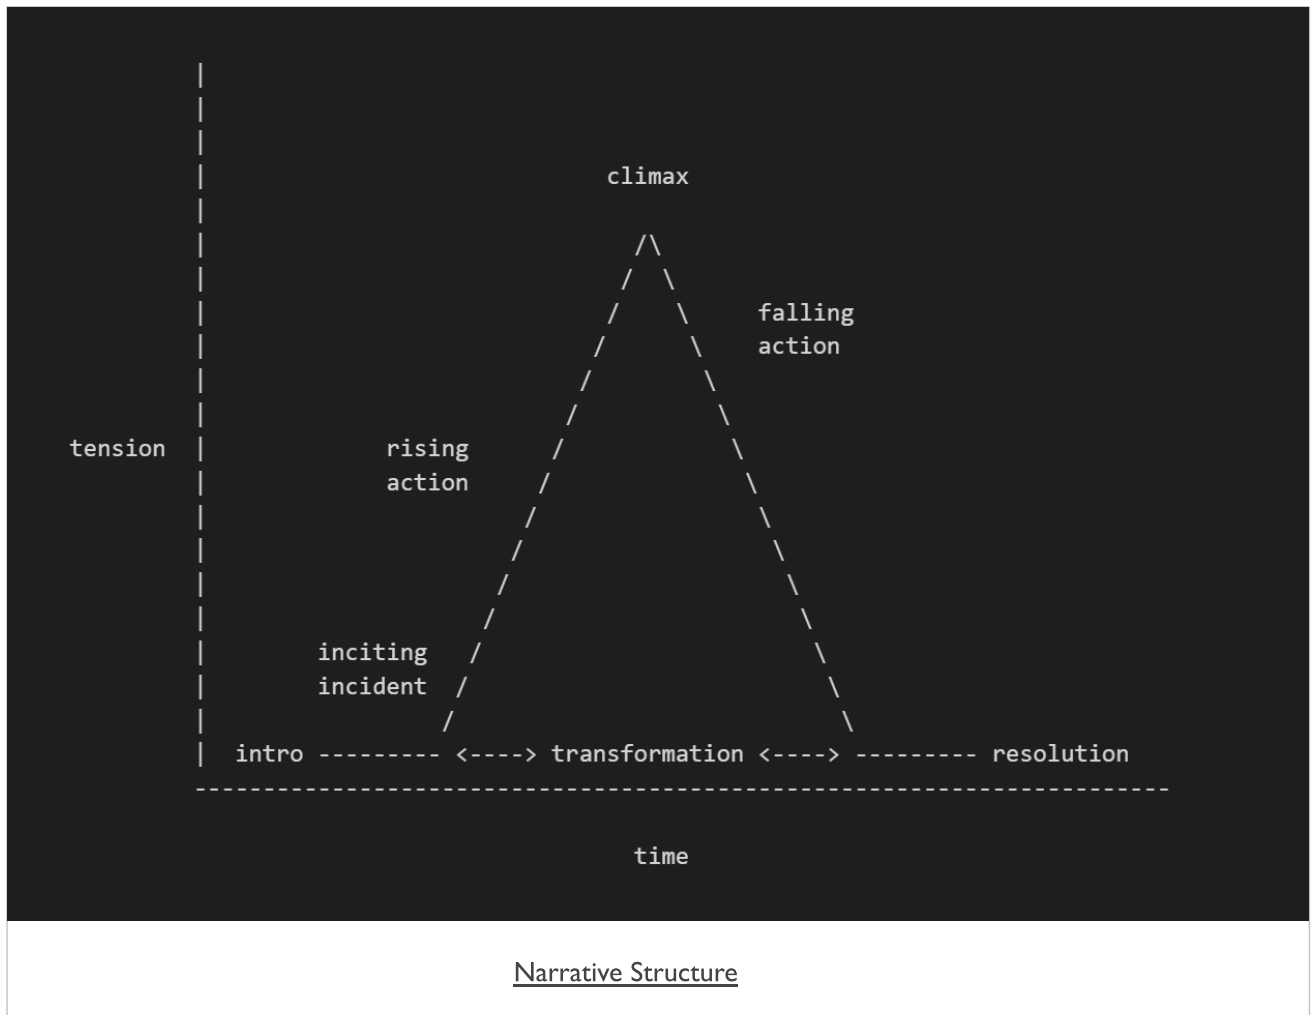 climax
falling
action
tension
rising
action
inciting
incident
intro --------- <----> transformation <----> --------- resolution
time
Narrative Structure